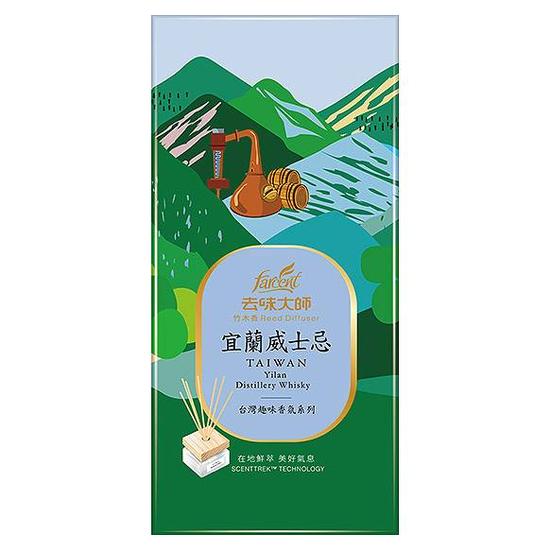 farcent
去味大師
竹木香 Reed Diffuser
宜蘭威士忌
TAIWAN
Yilan
Distillery Whisky
台灣趣味香氛系列
在地鮮萃 美好氣息
SCENTTREK™ TECHNOLOGY